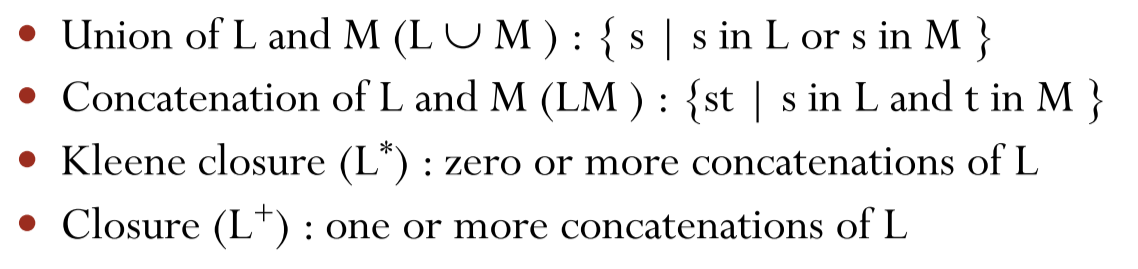 • Union of L and M (L ∪ M ) : { s | s in L or s in M }
• Concatenation of L and M (LM ) : {st | s in L and t in M }
• Kleene closure (L*) : zero or more concatenations of L
• Closure (L⁺) : one or more concatenations of L